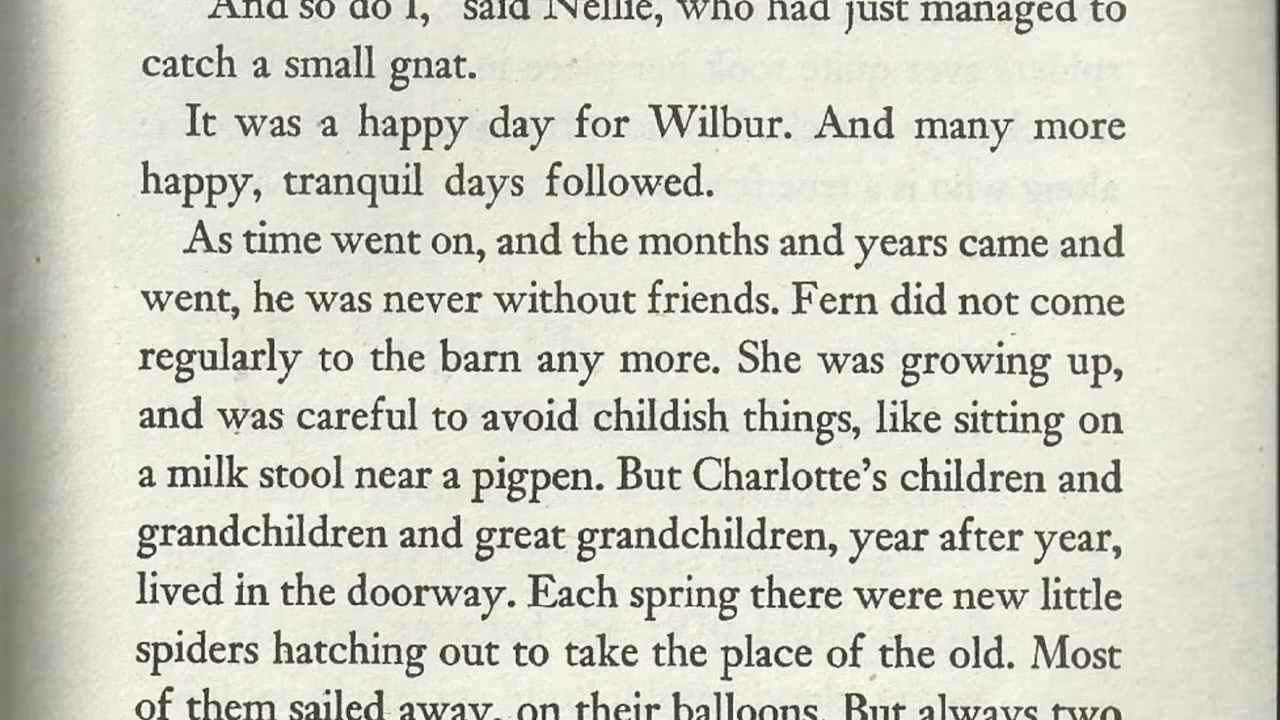 And so do I," said Nellie, who had just managed to
catch a small gnat.
It was a happy day for Wilbur. And many more
happy, tranquil days followed.
As time went on, and the months and years came and
went, he was never without friends. Fern did not come
regularly to the barn any more. She was growing up,
and was careful to avoid childish things, like sitting on
a milk stool near a pigpen. But Charlotte's children and
grandchildren and great grandchildren, year after year,
lived in the doorway. Each spring there were new little
spiders hatching out to take the place of the old. Most
of them sailed away, on their balloons. But always two